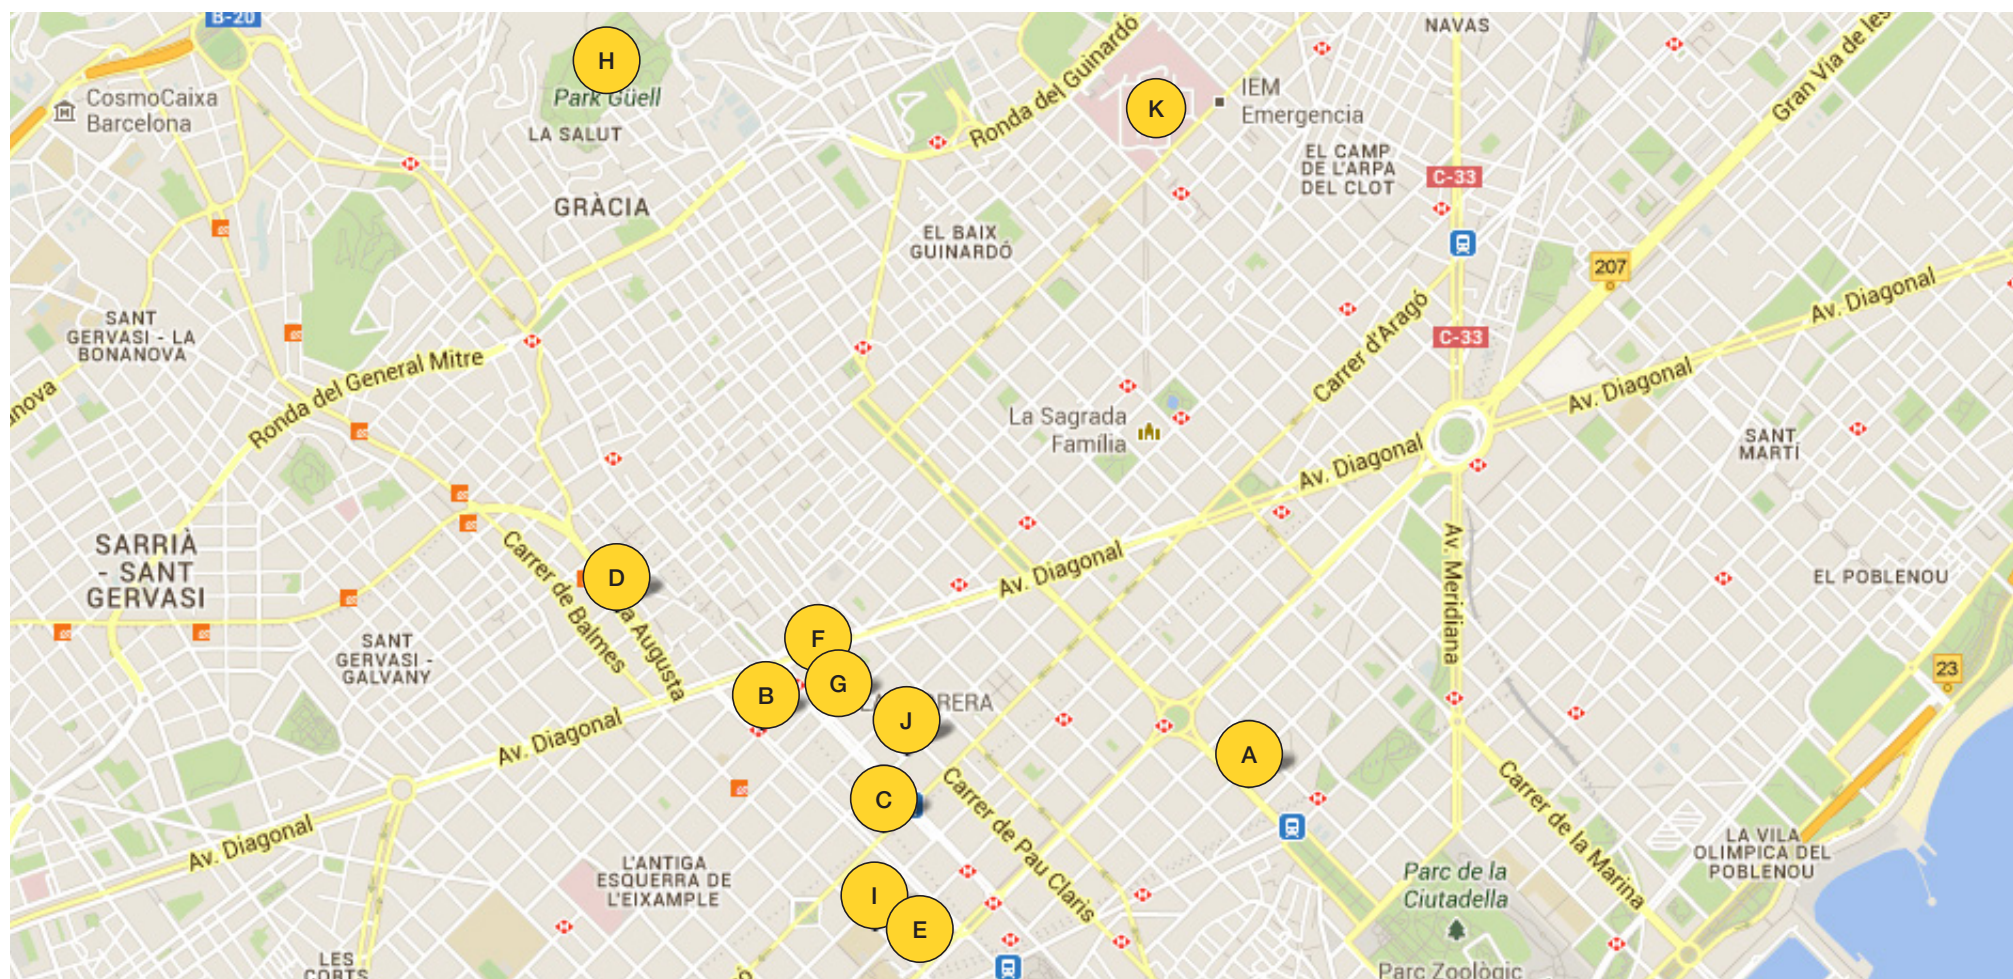 B-20
H
Park Güell
CosmoCaixa
Barcelona
LA SALUT
GRÀCIA
Ronda del Guinardó
K
IEM
Emergencia
NAVAS
Gran Via de les
EL CAMP
DE L'ARPA
DEL CLOT
C-33
EL BAIX
GUINARDÓ
207
Av. Diagonal
SANT
GERVASI - LA
BONANOVA
C-33
Carrer d'Aragó
Ronda del General Mitre
Av. Diagonal
anova
La Sagrada
Família
Av. Diagonal
SANT
MARTÍ
SARRIÀ
- SANT
GERVASI
Carrer de Balmes
D
a Augusta
Av. Diagonal
Av. Meridiana
EL POBLENOU
SANT
GERVASI -
GALVANY
F
G
B
J
RERA
23
A
Av. Diagonal
C
Carrer de Pau Claris
Carrer de la Marina
Av. Diagonal
LA VILA
OLIMPICA DEL
POBLENOU
L'ANTIGA
ESQUERRA DE
L'EIXAMPLE
I
E
Parc de la
Ciutadella
LES
CORTS
Parc Zoològic